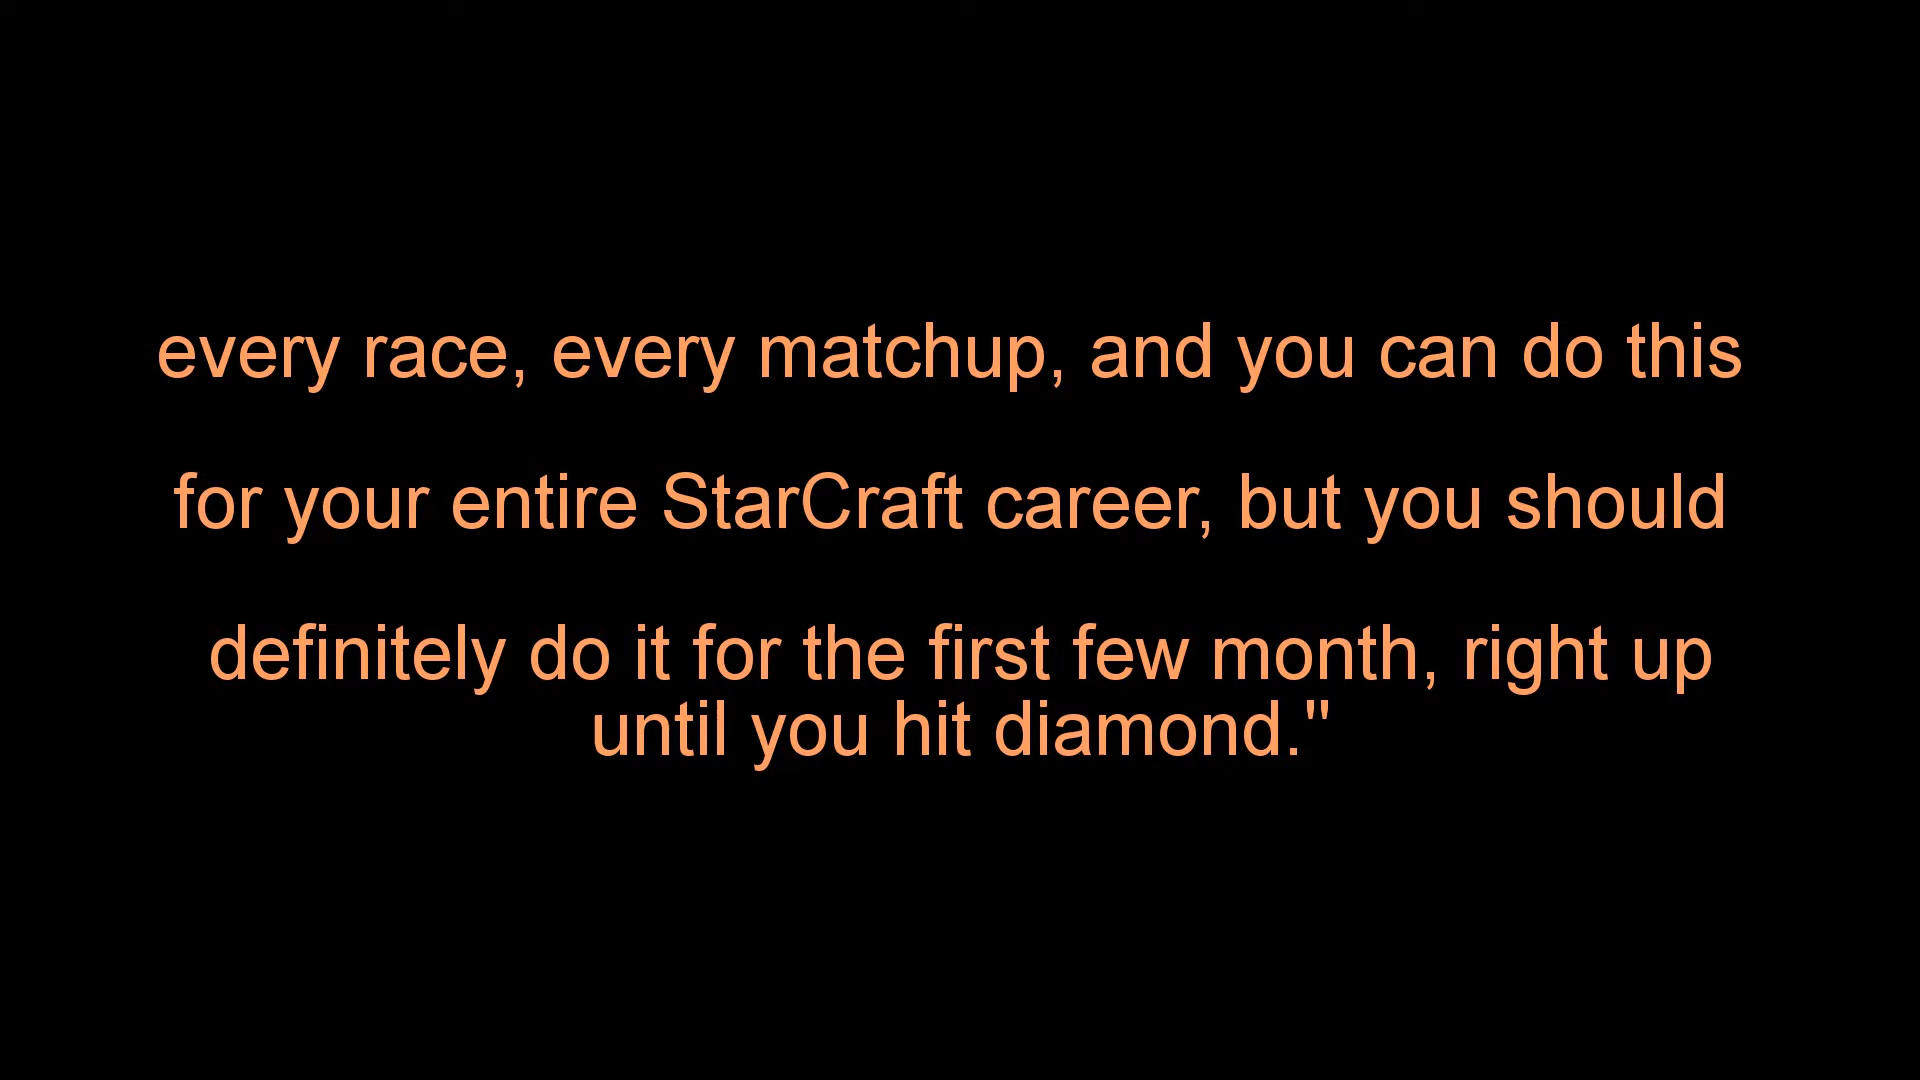 every race, every matchup, and you can do this
for your entire StarCraft career, but you should
definitely do it for the first few month, right up
until you hit diamond."